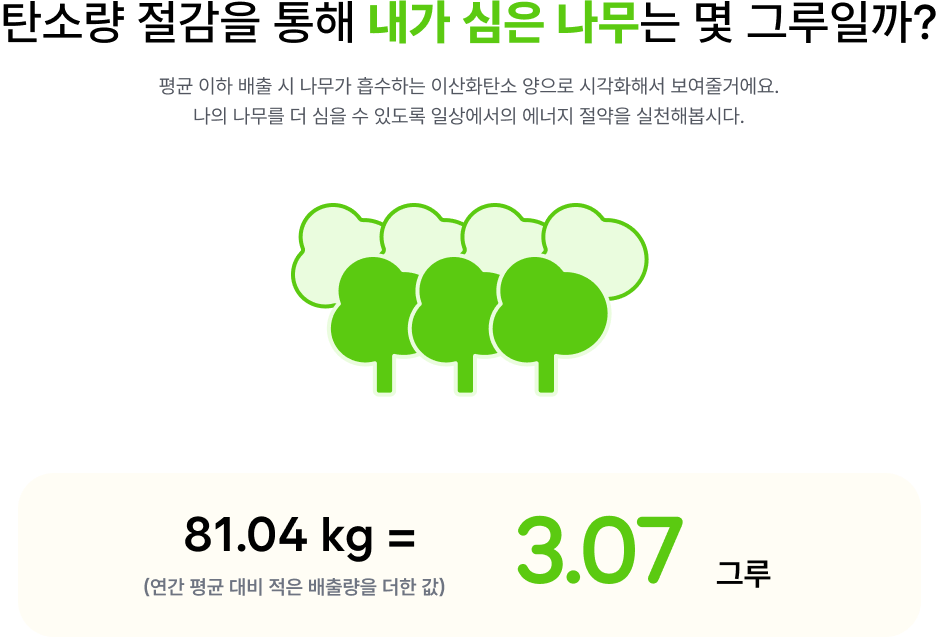 탄소량 절감을 통해 내가 심은 나무는 몇 그루일까?
평균 이하 배출 시 나무가 흡수하는 이산화탄소 양으로 시각화해서 보여줄거에요.
나의 나무를 더 심을 수 있도록 일상에서의 에너지 절약을 실천해봅시다.
81.04 kg = 3.07 그루
(연간 평균 대비 적은 배출량을 더한 값)